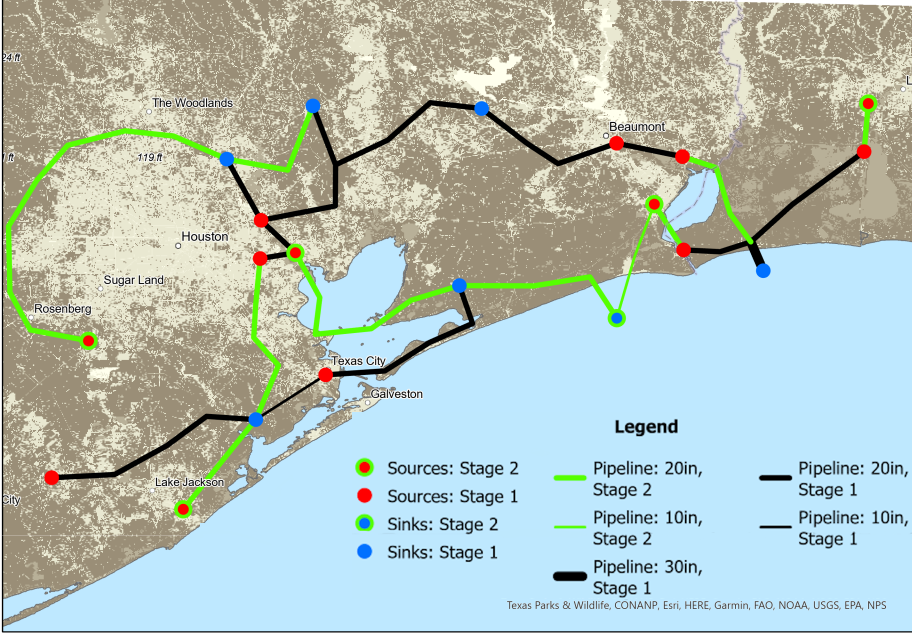 24 ft
The Woodlands
L
Beaumont
1 ft
119.ft
Houston
Sugar Land
Rosenberg
Texas City
Galveston
Lake Jackson
City
Legend
Sources: Stage 2
Sources: Stage 1
Sinks: Stage 2
Sinks: Stage 1
Pipeline: 20in,
Stage 2
Pipeline: 10in,
Stage 2
Pipeline: 30in,
Stage 1
Pipeline: 20in,
Stage 1
Pipeline: 10in,
Stage 1
Texas Parks & Wildlife, CONANP, Esri, HERE, Garmin, FAO, NOAA, USGS, EPA, NPS